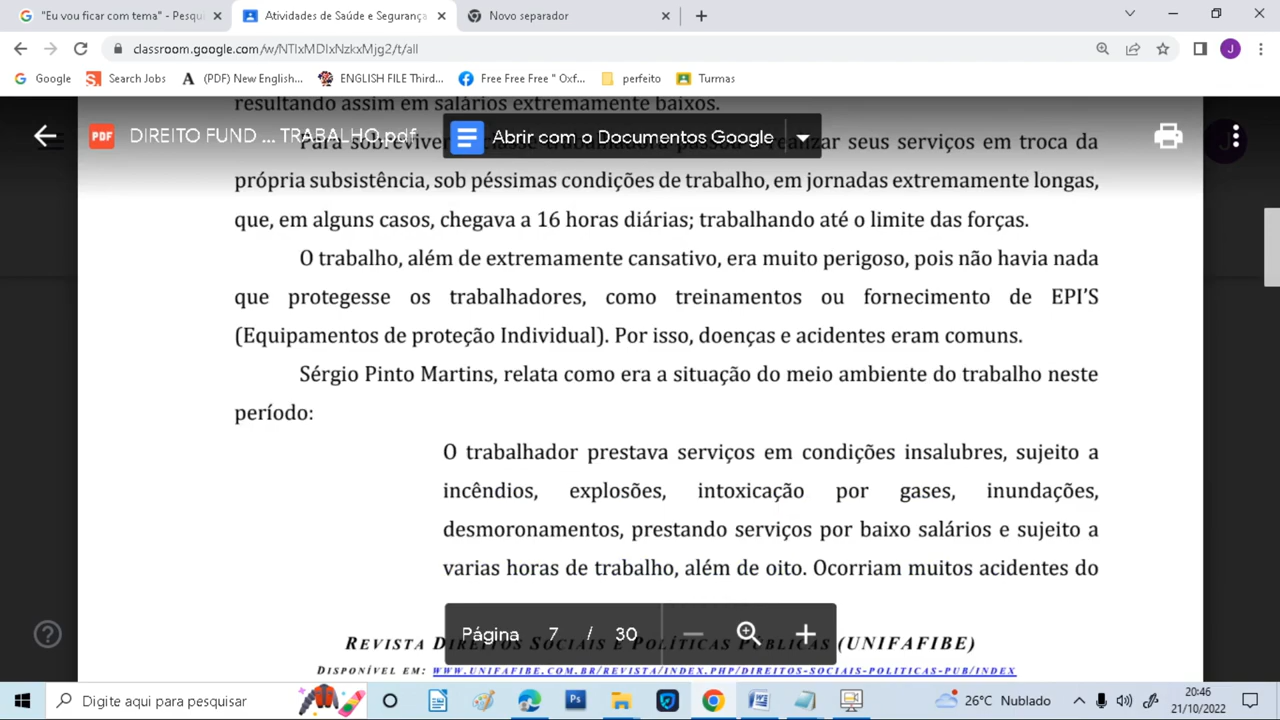 "Eu vou ficar com tema" - Pesqu
Atividades de Saúde e Segurança
Novo separador
classroom.google.com/w/NTIxMDIxNzkxMjg2/t/all
J
Google
Search Jobs
(PDF) New English...
ENGLISH FILE Third...
Free Free Free " Oxf...
perfeito
Turmas
resultando assim em salários extremamente baixos.
PDF
DIREITO FUND ... TRABALHO.pdf
Abrir com o Documentos Google
Para sobreviver
seus serviços em troca da
própria subsistência, sob péssimas condições de trabalho, em jornadas extremamente longas,
que, em alguns casos, chegava a 16 horas diárias; trabalhando até o limite das forças.
O trabalho, além de extremamente cansativo, era muito perigoso, pois não havia nada
que protegesse os trabalhadores, como treinamentos ou fornecimento de EPI’S
(Equipamentos de proteção Individual). Por isso, doenças e acidentes eram comuns.
Sérgio Pinto Martins, relata como era a situação do meio ambiente do trabalho neste
período:
O trabalhador prestava serviços em condições insalubres, sujeito a
incêndios, explosões, intoxicação por gases, inundações,
desmoronamentos, prestando serviços por baixo salários e sujeito a
varias horas de trabalho, além de oito. Ocorriam muitos acidentes do
Página 7 / 30
REVISTA DIREITOS SOCIAIS E POLÍTICAS PÚBLICAS (UNIFAFIBE)
DISPONÍVEL EM: WWW.UNIFAFIBE.COM.BR/REVISTA/INDEX.PHP/DIREITOS-SOCIAIS-POLITICAS-PUB/INDEX
Digite aqui para pesquisar
Ps
26°C Nublado
20:46
21/10/2022